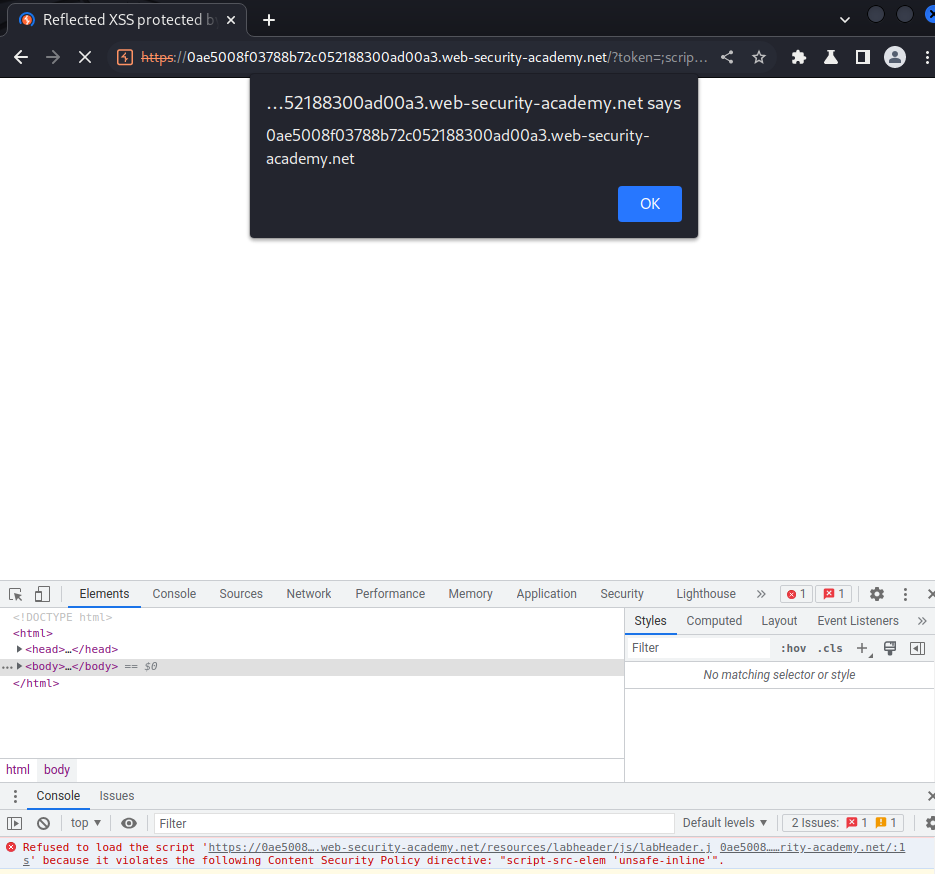 Reflected XSS protected by
https://0ae5008f03788b72c052188300ad00a3.web-security-academy.net/?token=;scrip...
...52188300ad00a3.web-security-academy.net says
0ae5008f03788b72c052188300ad00a3.web-security-
academy.net
OK
Elements Console Sources Network Performance Memory Application Security Lighthouse » 1 1
<!DOCTYPE html>
<html>
<head>…</head>
… <body>…</body> == $0
</html>
html body
Styles Computed Layout Event Listeners »
Filter :hov .cls +
No matching selector or style
Console Issues
top Filter Default levels 2 Issues: 1 1
Refused to load the script 'https://0ae5008….web-security-academy.net/resources/labheader/js/labHeader.j 0ae5008……rity-academy.net/:1
s' because it violates the following Content Security Policy directive: "script-src-elem 'unsafe-inline'".